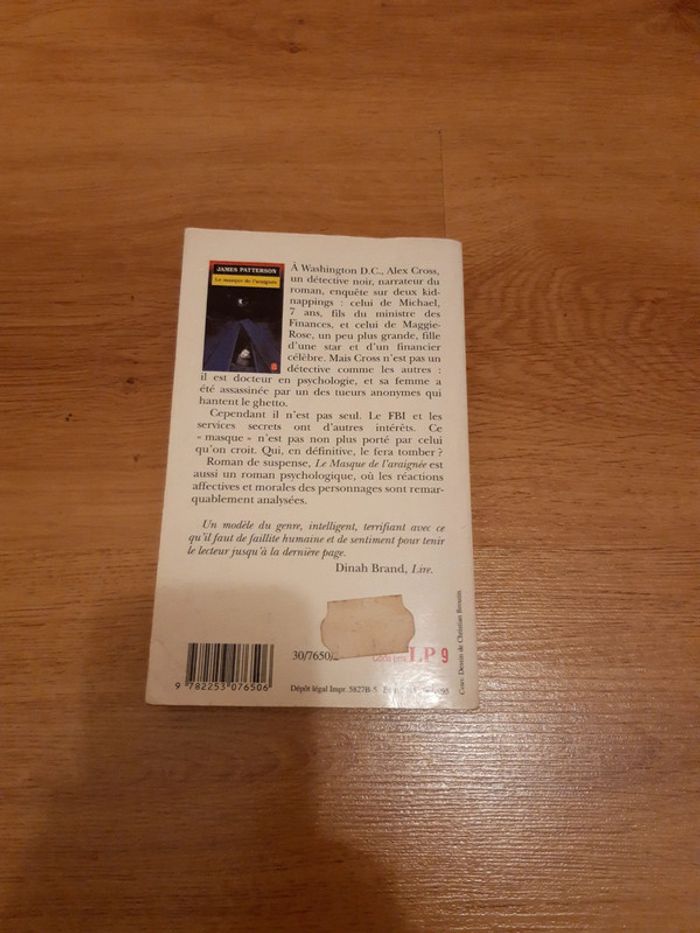 JAMES PATTERSON
Le masque de l'araignée
À Washington D.C., Alex Cross,
un détective noir, narrateur du
roman, enquête sur deux kid-
nappings : celui de Michael,
7 ans, fils du ministre des
Finances, et celui de Maggie-
Rose, un peu plus grande, fille
d'une star et d'un financier
célèbre. Mais Cross n'est pas un
détective comme les autres :
il est docteur en psychologie, et sa femme a
été assassinée par un des tueurs anonymes qui
hantent le ghetto.
Cependant il n'est pas seul. Le FBI et les
services secrets ont d'autres intérêts. Ce
« masque » n'est pas non plus porté par celui
qu'on croit. Qui, en définitive, le fera tomber ?
Roman de suspense, Le Masque de l'araignée est
aussi un roman psychologique, où les réactions
affectives et morales des personnages sont remar-
quablement analysées.
Un modèle du genre, intelligent, terrifiant avec ce
qu'il faut de faillite humaine et de sentiment pour tenir
le lecteur jusqu'à la dernière page.
Dinah Brand, Lire.
30/7650/
LP 9
9 782253 076506
Dépôt légal Impr. 5827B-5
Couv. Dessin de Christian Broutin